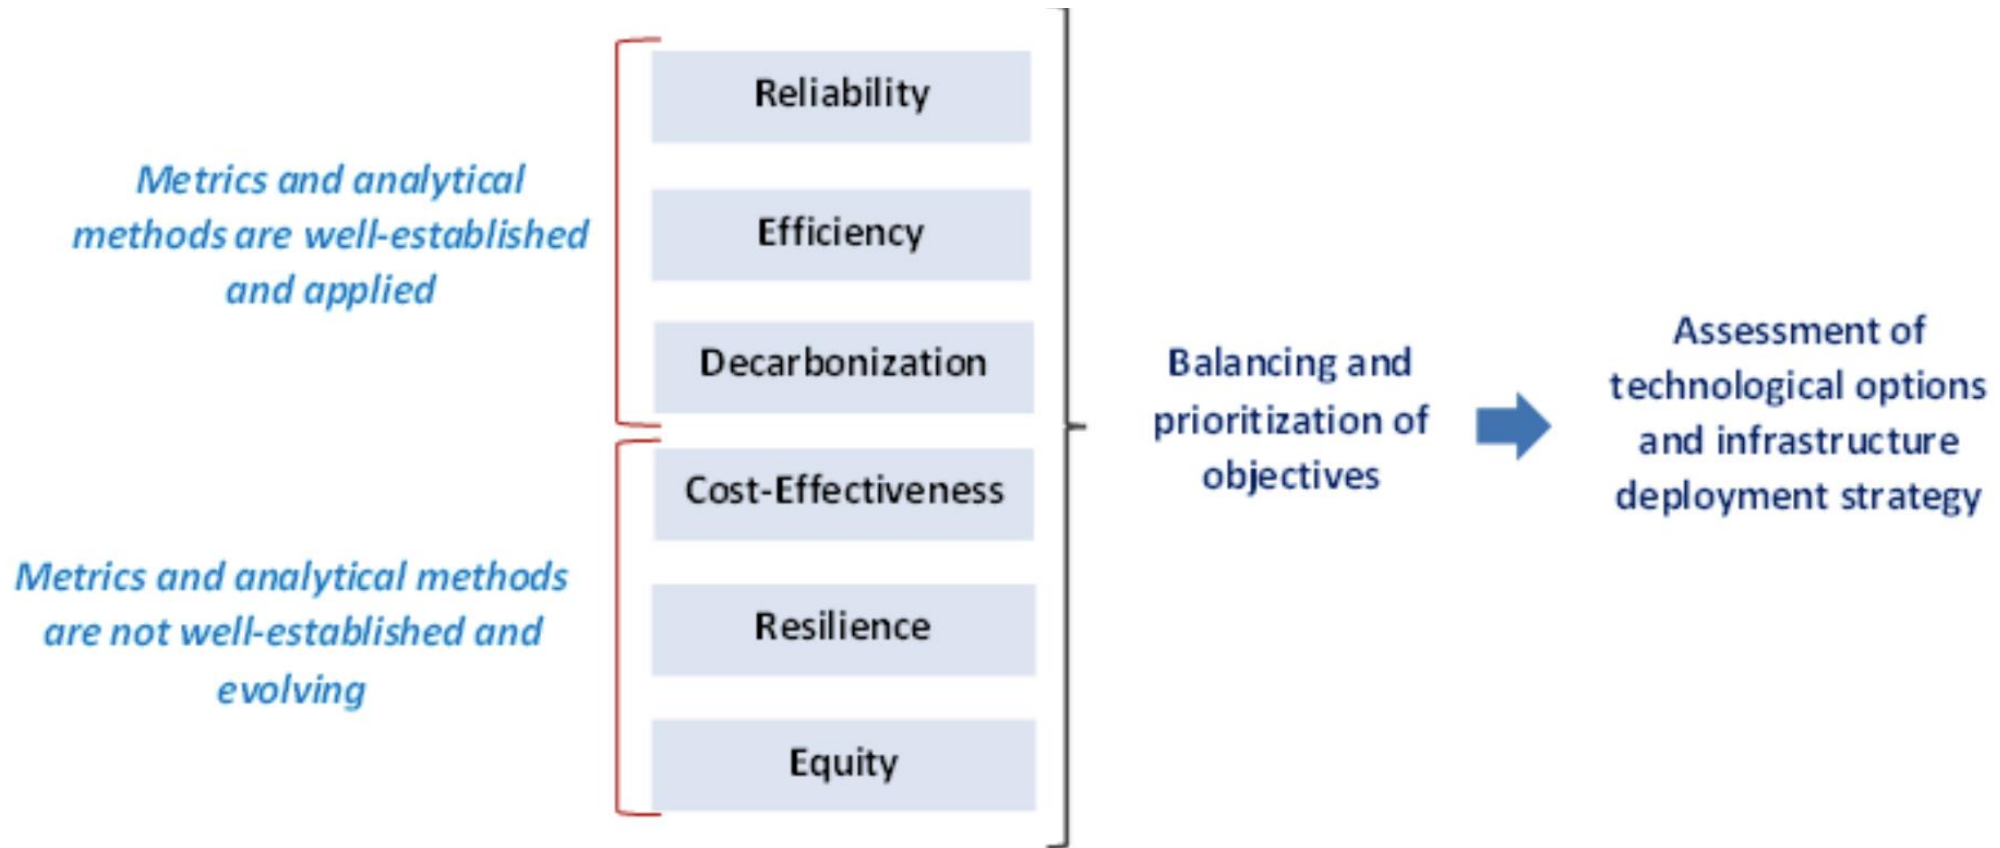 Metrics and analytical
methods are well-established
and applied
Metrics and analytical methods
are not well-established and
evolving
Reliability
Efficiency
Decarbonization
Cost-Effectiveness
Resilience
Equity
Balancing and
prioritization of
objectives
Assessment of
technological options
and infrastructure
deployment strategy